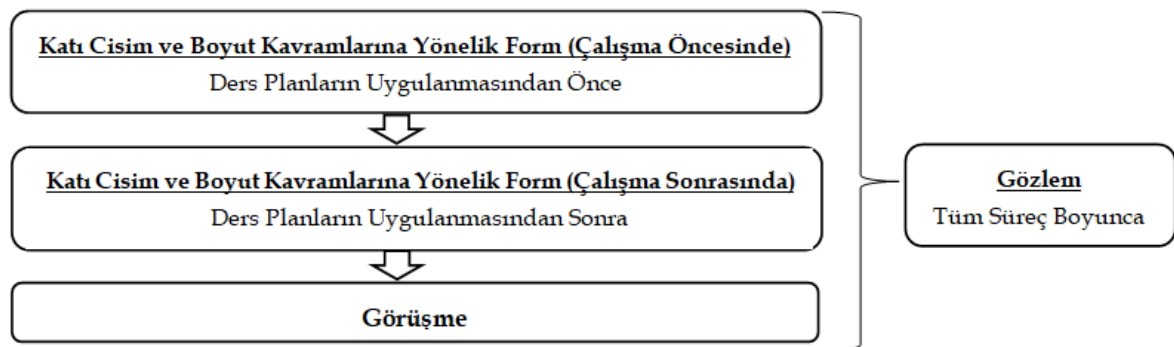 Katı Cisim ve Boyut Kavramlarına Yönelik Form (Çalışma Öncesinde)
Ders Planların Uygulanmasından Önce
Katı Cisim ve Boyut Kavramlarına Yönelik Form (Çalışma Sonrasında)
Ders Planların Uygulanmasından Sonra
Görüşme
Gözlem
Tüm Süreç Boyunca